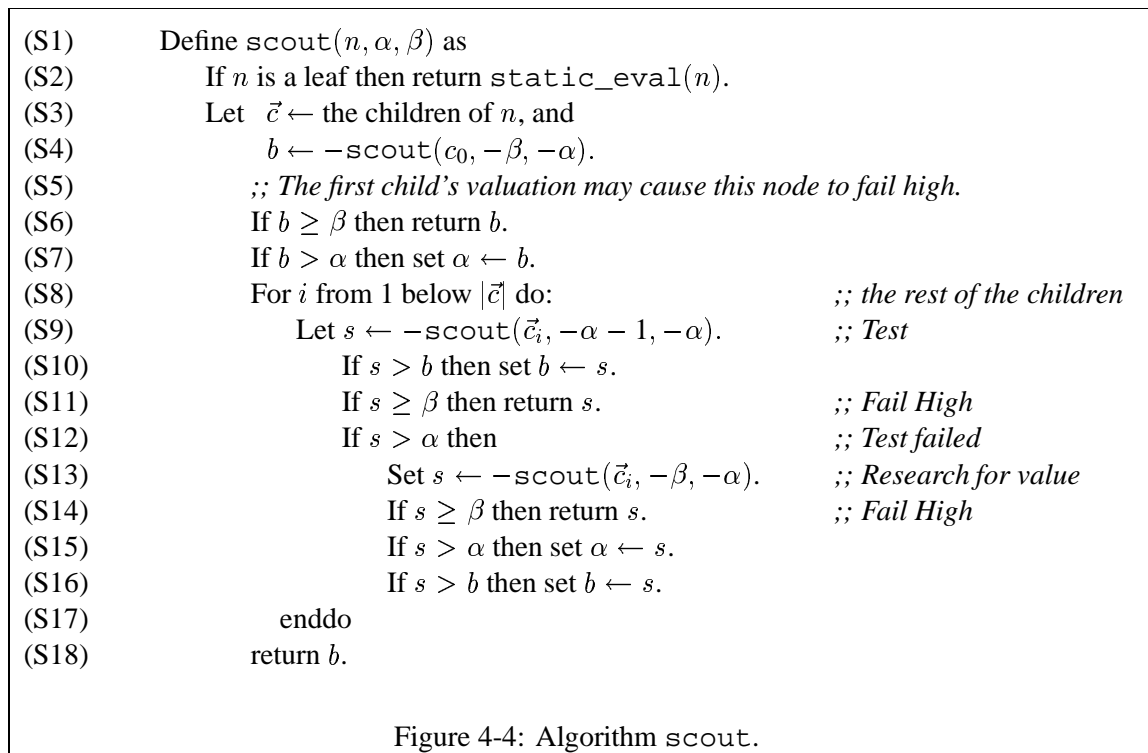 (S1) Define scout(n, α, β) as
(S2) If n is a leaf then return static_eval(n).
(S3) Let c⃗ ← the children of n, and
(S4) b ← −scout(c₀, −β, −α).
(S5) ;; The first child's valuation may cause this node to fail high.
(S6) If b ≥ β then return b.
(S7) If b > α then set α ← b.
(S8) For i from 1 below |c⃗| do: ;; the rest of the children
(S9) Let s ← −scout(c⃗ᵢ, −α − 1, −α). ;; Test
(S10) If s > b then set b ← s.
(S11) If s ≥ β then return s. ;; Fail High
(S12) If s > α then ;; Test failed
(S13) Set s ← −scout(c⃗ᵢ, −β, −α). ;; Research for value
(S14) If s ≥ β then return s. ;; Fail High
(S15) If s > α then set α ← s.
(S16) If s > b then set b ← s.
(S17) enddo
(S18) return b.
Figure 4-4: Algorithm scout.